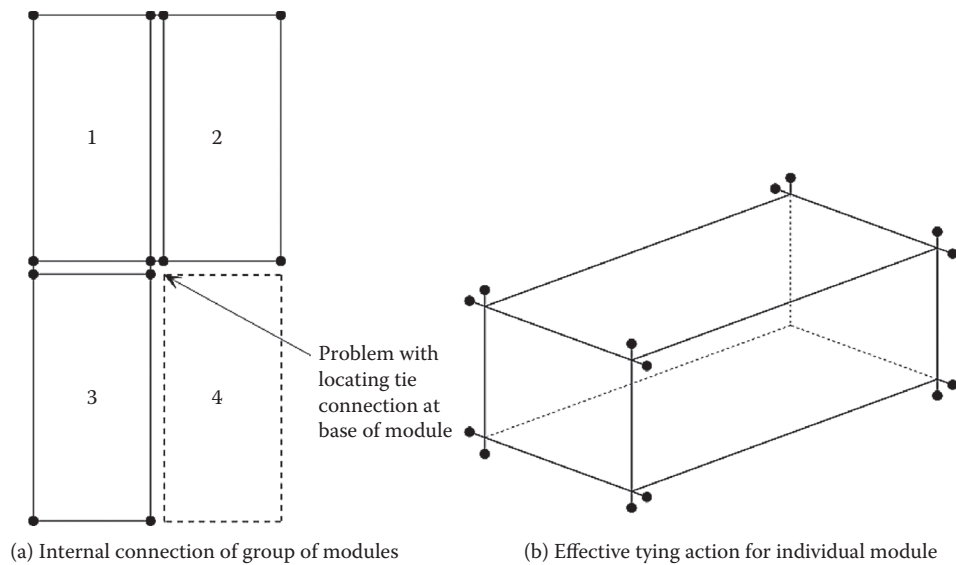 1
2
3
4
Problem with
locating tie
connection at
base of module
(a) Internal connection of group of modules
(b) Effective tying action for individual module